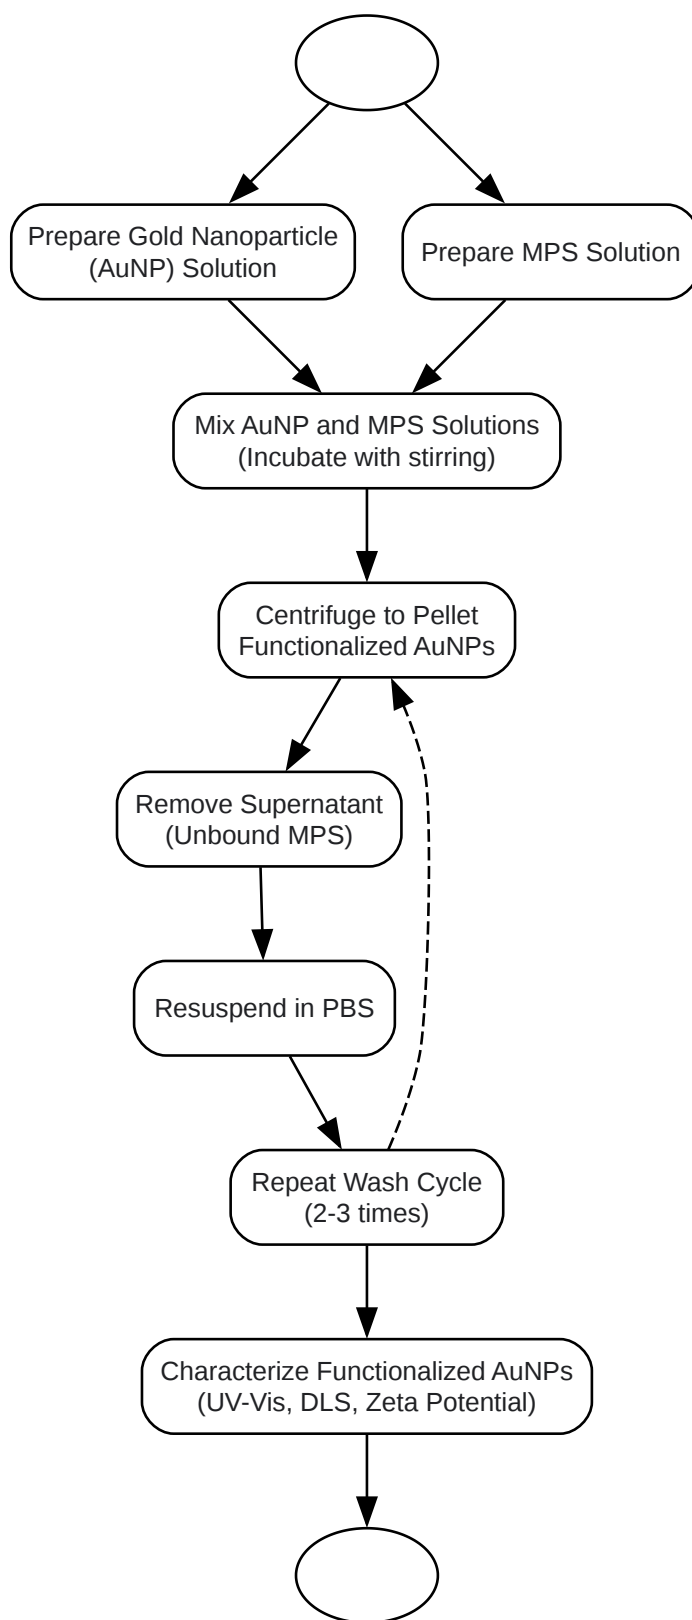 Prepare Gold Nanoparticle
(AuNP) Solution
Prepare MPS Solution
Mix AuNP and MPS Solutions
(Incubate with stirring)
Centrifuge to Pellet
Functionalized AuNPs
Remove Supernatant
(Unbound MPS)
Resuspend in PBS
Repeat Wash Cycle
(2-3 times)
Characterize Functionalized AuNPs
(UV-Vis, DLS, Zeta Potential)